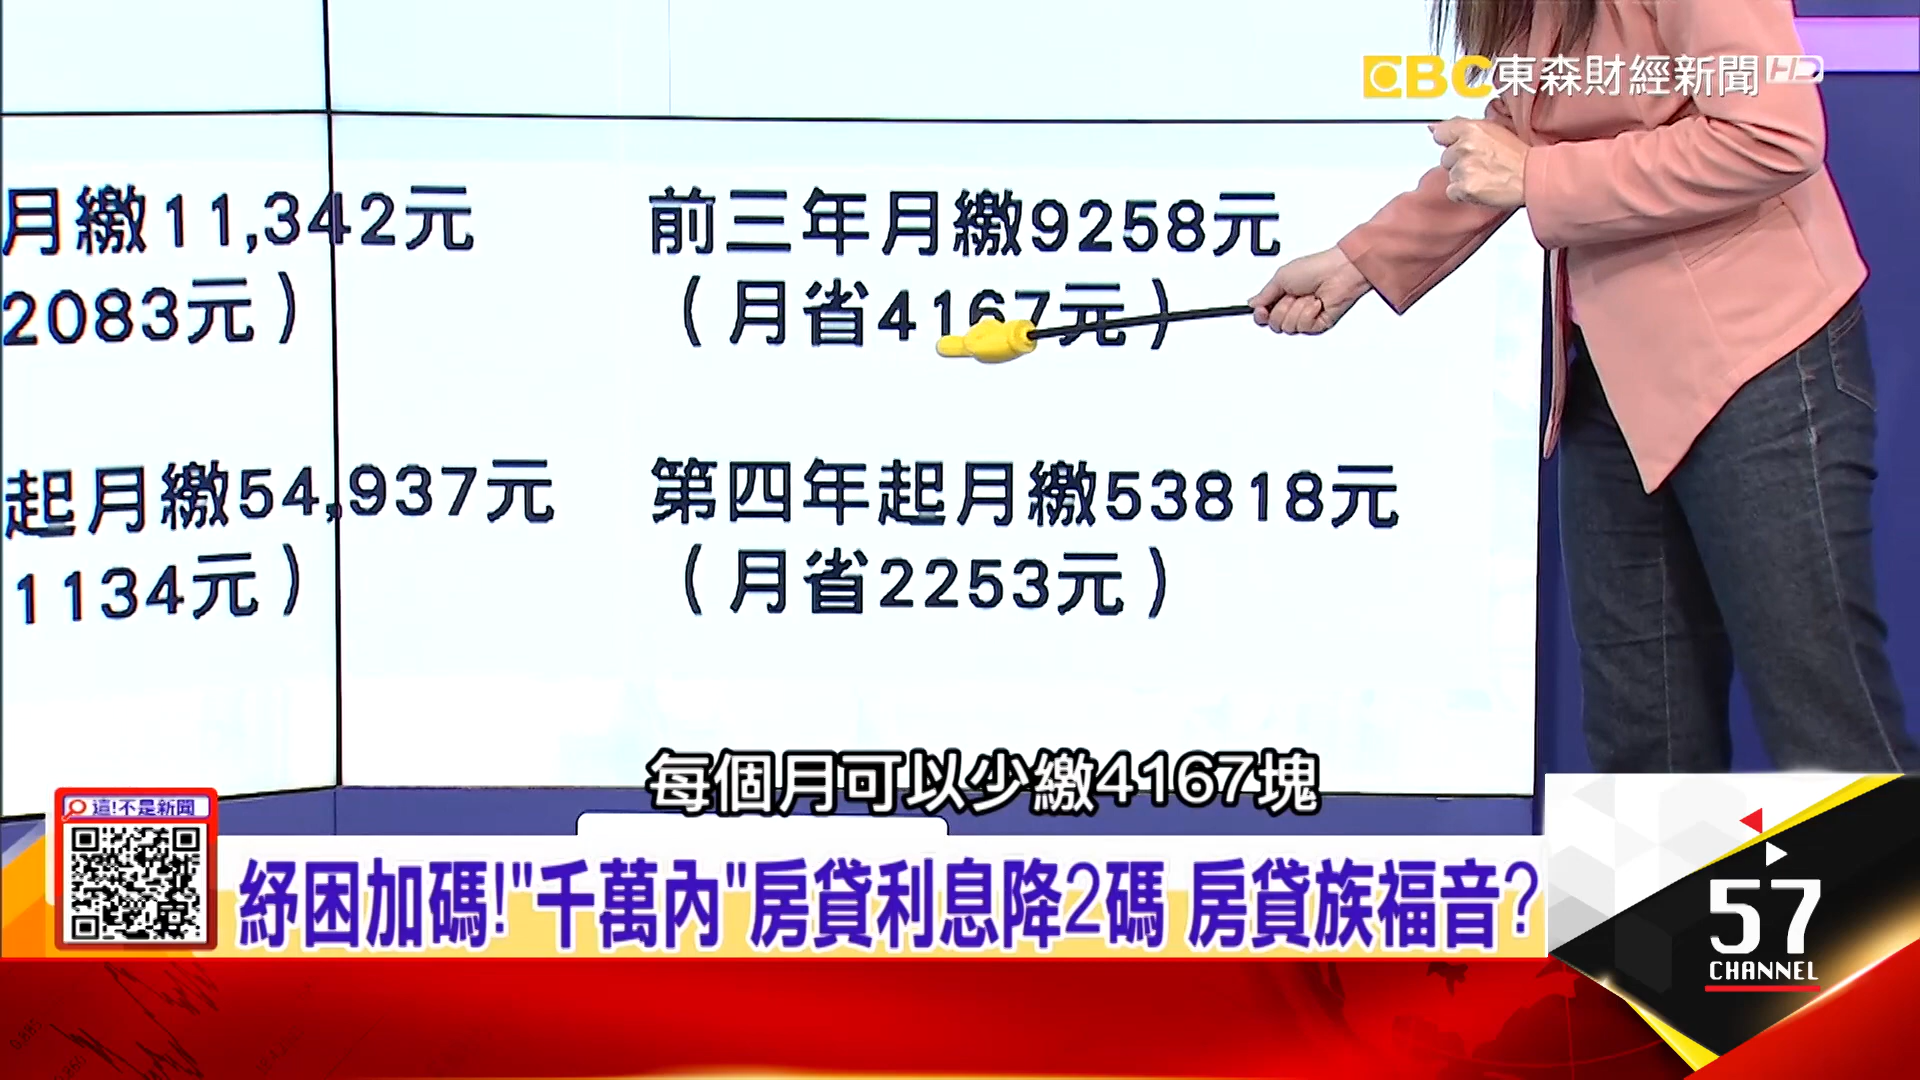 EBC東森財經新聞HD
月繳11,342元
2083元）
前三年月繳9258元
（月省4167元）
起月繳54,937元
1134元）
第四年起月繳53818元
（月省2253元）
每個月可以少繳4167塊
這!不是新聞
紓困加碼!"千萬內"房貸利息降2碼 房貸族福音?
57
CHANNEL